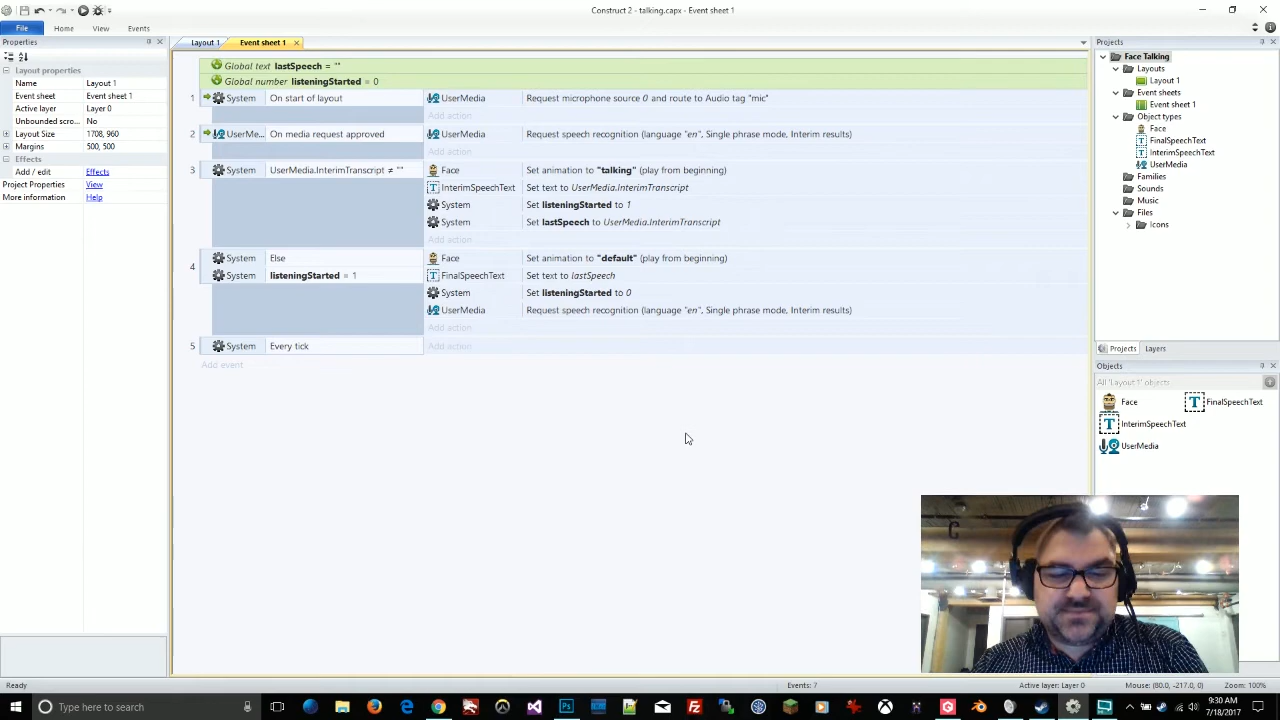 Construct 2 - talking.capx - Event sheet 1
File Home View Events
Properties
Layout properties
Name Layout 1
Event sheet Event sheet 1
Active layer Layer 0
Unbounded scro... No
Layout Size 1708, 960
Margins 500, 500
Effects
Add / edit Effects
Project Properties View
More information Help
Layout 1 Event sheet 1
Global text lastSpeech = ""
Global number listeningStarted = 0
1 System On start of layout UserMedia Request microphone source 0 and route to Audio tag "mic"
Add action
2 UserMe... On media request approved UserMedia Request speech recognition (language "en", Single phrase mode, Interim results)
Add action
3 System UserMedia.InterimTranscript ≠ "" Face Set animation to "talking" (play from beginning)
InterimSpeechText Set text to UserMedia.InterimTranscript
System Set listeningStarted to 1
System Set lastSpeech to UserMedia.InterimTranscript
Add action
4 System Else Face Set animation to "default" (play from beginning)
System listeningStarted = 1 FinalSpeechText Set text to lastSpeech
System Set listeningStarted to 0
UserMedia Request speech recognition (language "en", Single phrase mode, Interim results)
Add action
5 System Every tick Add action
Add event
Projects
Face Talking
Layouts
Layout 1
Event sheets
Event sheet 1
Object types
Face
FinalSpeechText
InterimSpeechText
UserMedia
Families
Sounds
Music
Files
Icons
Projects Layers
Objects
All 'Layout 1' objects
Face FinalSpeechText
InterimSpeechText
UserMedia
Ready Events: 7 Active layer: Layer 0 Mouse: (80.0, -217.0, 0) Zoom: 100%
Type here to search
9:30 AM
7/18/2017